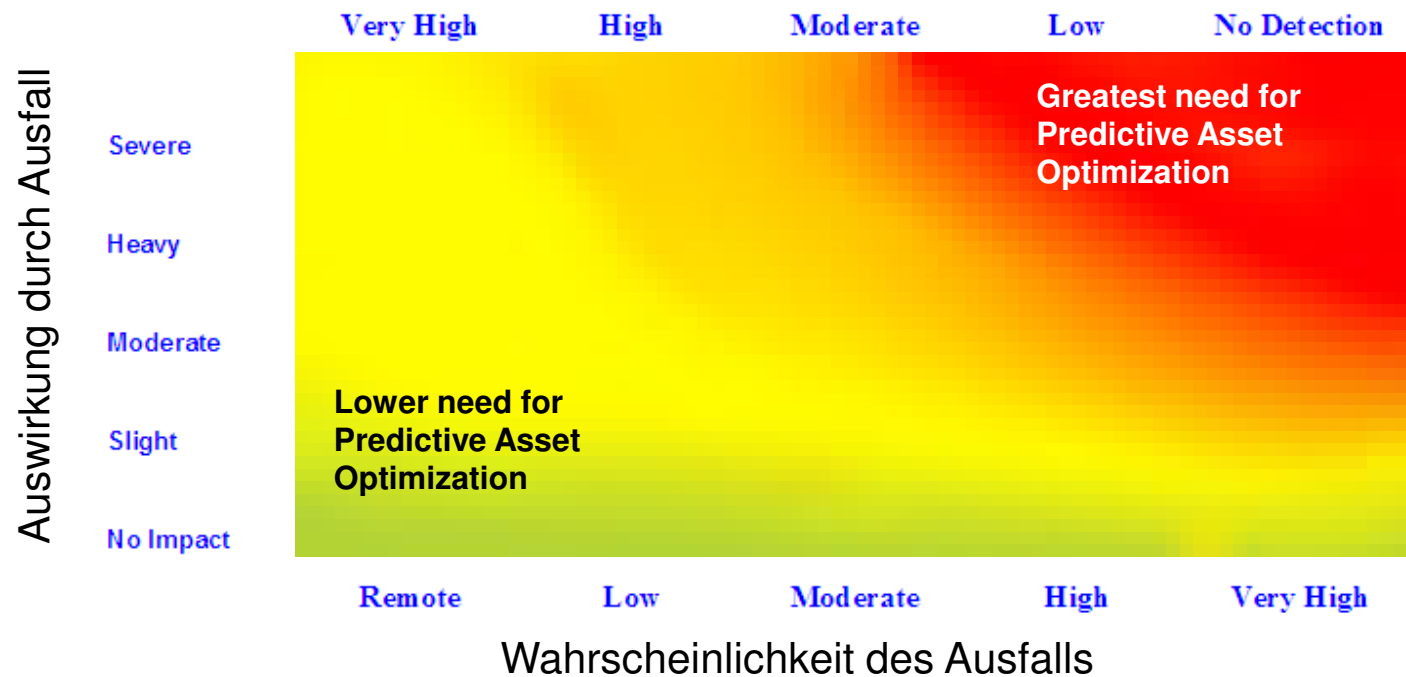 Very High High Moderate Low No Detection
Auswirkung durch Ausfall
Severe
Heavy
Moderate
Slight
No Impact
Greatest need for
Predictive Asset
Optimization
Lower need for
Predictive Asset
Optimization
Remote Low Moderate High Very High
Wahrscheinlichkeit des Ausfalls